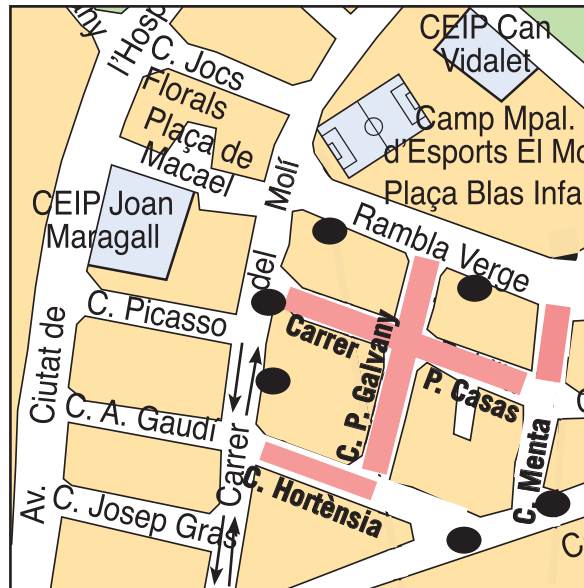 l'Hosp
C. Jocs
Florals
Plaça de
Macael
CEIP Can
Vidalet
Camp Mpal.
d'Esports El Mo
Plaça Blas Infa
CEIP Joan
Maragall
Molí
del
Carrer
Rambla Verge
C. Picasso
Ciutat de
Av.
Carrer
P. Casas
C. P. Galvany
C. A. Gaudí
C. Hortènsia
C. Menta
C. Josep Gras